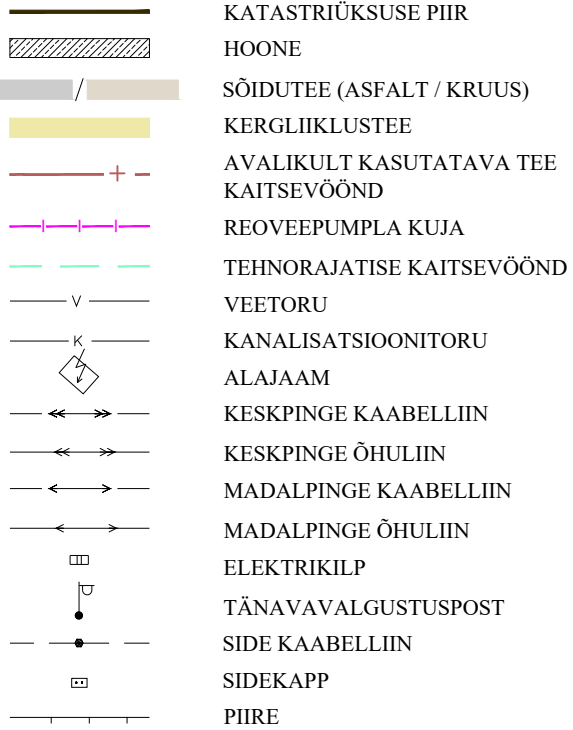 KATASTRIÜKSUSE PIIR
HOONE
/ SÕIDUTEE (ASFALT / KRUUS)
KERGLIIKLUSTEE
AVALIKULT KASUTATAVA TEE
KAITSEVÖÖND
REOVEEPUMPLA KUJA
TEHNORAJATISE KAITSEVÖÖND
V VEETORU
K KANALISATSIOONITORU
ALAJAAM
KESKPINGE KAABELLIIN
KESKPINGE ÕHULIIN
MADALPINGE KAABELLIIN
MADALPINGE ÕHULIIN
ELEKTRIKILP
TÄNAVAVALGUSTUSPOST
SIDE KAABELLIIN
SIDEKAPP
PIIRE